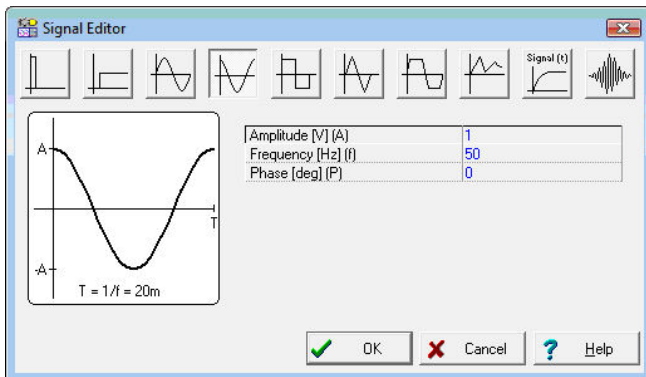 Signal Editor
Signal (t)
Amplitude [V] (A) 1
Frequency [Hz] (f) 50
Phase [deg] (P) 0
A
T
-A
T = 1/f = 20m
OK Cancel ? Help